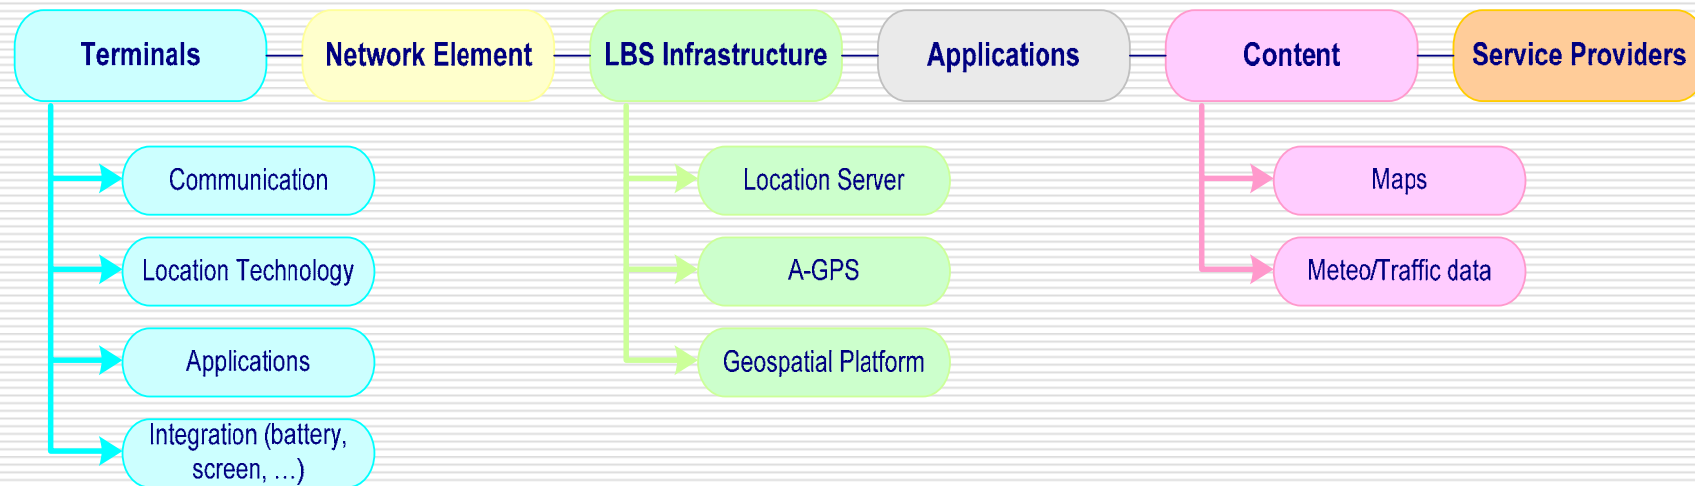 Terminals
Network Element
LBS Infrastructure
Applications
Content
Service Providers
Communication
Location Technology
Applications
Integration (battery,
screen, …)
Location Server
A-GPS
Geospatial Platform
Maps
Meteo/Traffic data